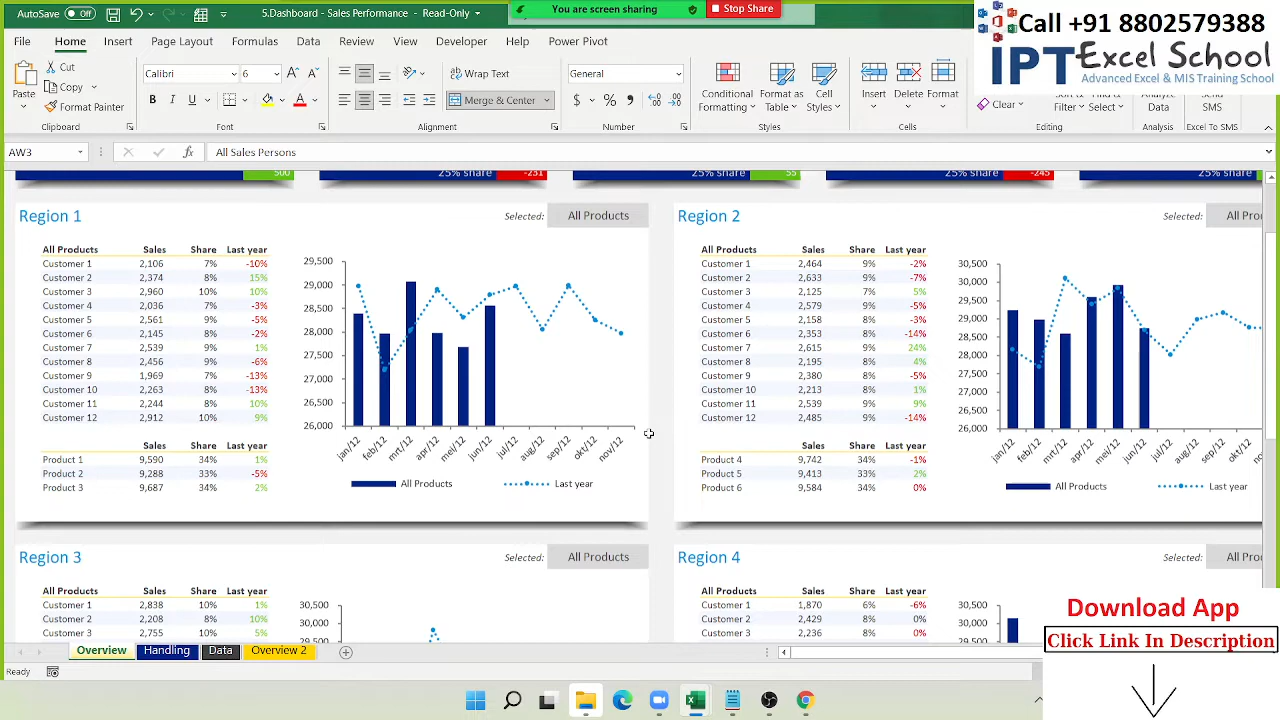 AutoSave Off 5.Dashboard - Sales Performance - Read-Only
You are screen sharing Stop Share
Call +91 8802579388
IPT Excel School
Advanced Excel & MIS Training School
File Home Insert Page Layout Formulas Data Review View Developer Help Power Pivot
Paste Cut Copy Format Painter
Calibri 6
Wrap Text
Merge & Center
General
Conditional Formatting Format as Table Cell Styles
Insert Delete Format
Clear
Filter Select
Data
SMS
Clipboard Font Alignment Number Styles Cells Editing Analysis Excel To SMS
AW3 fx All Sales Persons
500 25% share -231 25% share 55 25% share -245 25% share
Region 1 Selected: All Products
All Products Sales Share Last year
Customer 1 2,106 7% -10%
Customer 2 2,374 8% 15%
Customer 3 2,960 10% 10%
Customer 4 2,036 7% -3%
Customer 5 2,561 9% -5%
Customer 6 2,145 8% -2%
Customer 7 2,539 9% 1%
Customer 8 2,456 9% -6%
Customer 9 1,969 7% -13%
Customer 10 2,263 8% -13%
Customer 11 2,244 8% 10%
Customer 12 2,912 10% 9%
Sales Share Last year
Product 1 9,590 34% 1%
Product 2 9,288 33% -5%
Product 3 9,687 34% 2%
29,500
29,000
28,500
28,000
27,500
27,000
26,500
26,000
jan/12 feb/12 mrt/12 apr/12 mei/12 jun/12 jul/12 aug/12 sep/12 okt/12 nov/12
All Products Last year
Region 2 Selected:
All Products Sales Share Last year
Customer 1 2,464 9% -2%
Customer 2 2,633 9% -7%
Customer 3 2,125 7% 5%
Customer 4 2,579 9% -5%
Customer 5 2,158 8% -3%
Customer 6 2,353 8% -14%
Customer 7 2,615 9% 24%
Customer 8 2,195 8% 4%
Customer 9 2,380 8% -5%
Customer 10 2,213 8% 1%
Customer 11 2,539 9% 9%
Customer 12 2,485 9% -14%
Sales Share Last year
Product 4 9,742 34% -1%
Product 5 9,413 33% 2%
Product 6 9,584 34% 0%
30,500
30,000
29,500
29,000
28,500
28,000
27,500
27,000
26,500
26,000
jan/12 feb/12 mrt/12 apr/12 mei/12 jun/12 jul/12 aug/12 sep/12 okt/12
All Products Last year
Region 3 Selected: All Products
All Products Sales Share Last year
Customer 1 2,838 10% 1%
Customer 2 2,208 8% 10%
Customer 3 2,755 10% 5%
30,500
30,000
29,500
Region 4 Selected:
All Products Sales Share Last year
Customer 1 1,870 6% -6%
Customer 2 2,429 8% 0%
Customer 3 2,236 8% 0%
30,500
30,000
29,500
Download App
Click Link In Description
Overview Handling Data Overview 2
Ready